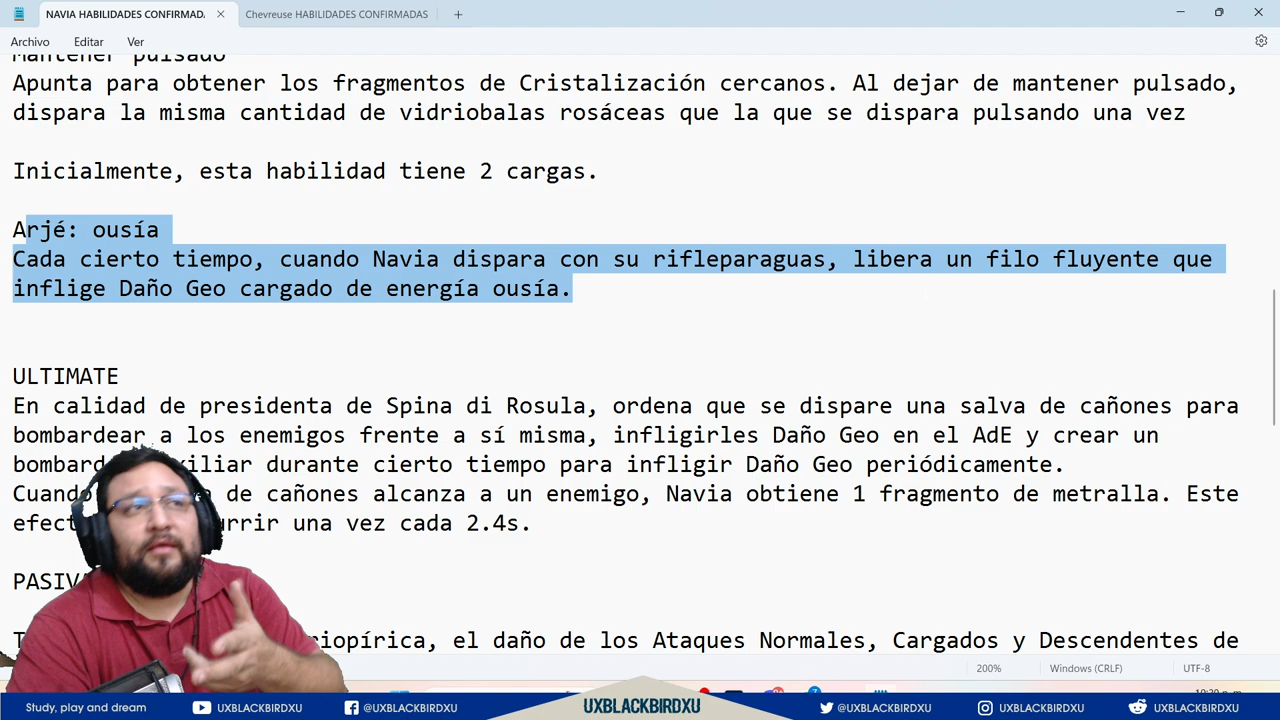 NAVIA HABILIDADES CONFIRMADA.
Chevreuse HABILIDADES CONFIRMADAS
Archivo Editar Ver
Mantener pulsado
Apunta para obtener los fragmentos de Cristalización cercanos. Al dejar de mantener pulsado,
dispara la misma cantidad de vidriobalas rosáceas que la que se dispara pulsando una vez
Inicialmente, esta habilidad tiene 2 cargas.
Arjé: ousía
Cada cierto tiempo, cuando Navia dispara con su rifleparaguas, libera un filo fluyente que
inflige Daño Geo cargado de energía ousía.
ULTIMATE
En calidad de presidenta de Spina di Rosula, ordena que se dispare una salva de cañones para
bombardear a los enemigos frente a sí misma, infligirles Daño Geo en el AdE y crear un
durante cierto tiempo para infligir Daño Geo periódicamente.
de cañones alcanza a un enemigo, Navia obtiene 1 fragmento de metralla. Este
una vez cada 2.4s.
el daño de los Ataques Normales, Cargados y Descendentes de
200% Windows (CRLF) UTF-8
Study, play and dream UXBLACKBIRDXU @UXBLACKBIRDXU UXBLACKBIRDXU @UXBLACKBIRDXU @UXBLACKBIRDXU UXBLACKBIRDXU